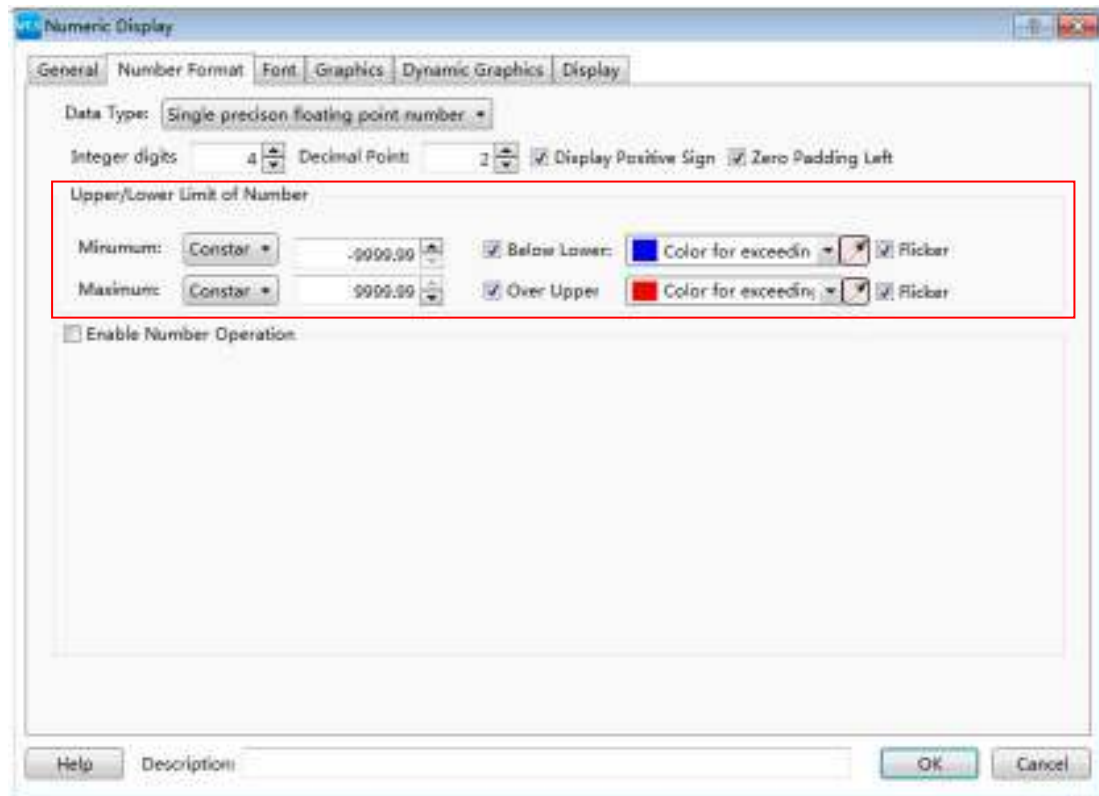 Numeric Display
General Number Format Font Graphics Dynamic Graphics Display
Data Type: Single precison floating point number
Integer digits 4 Decimal Point: 2 Display Positive Sign Zero Padding Left
Upper/Lower Limit of Number
Minumum: Constar -9999.99 Below Lower: Color for exceedin Flicker
Maximum: Constar 9999.99 Over Upper Color for exceeding Flicker
Enable Number Operation
Help Description: OK Cancel